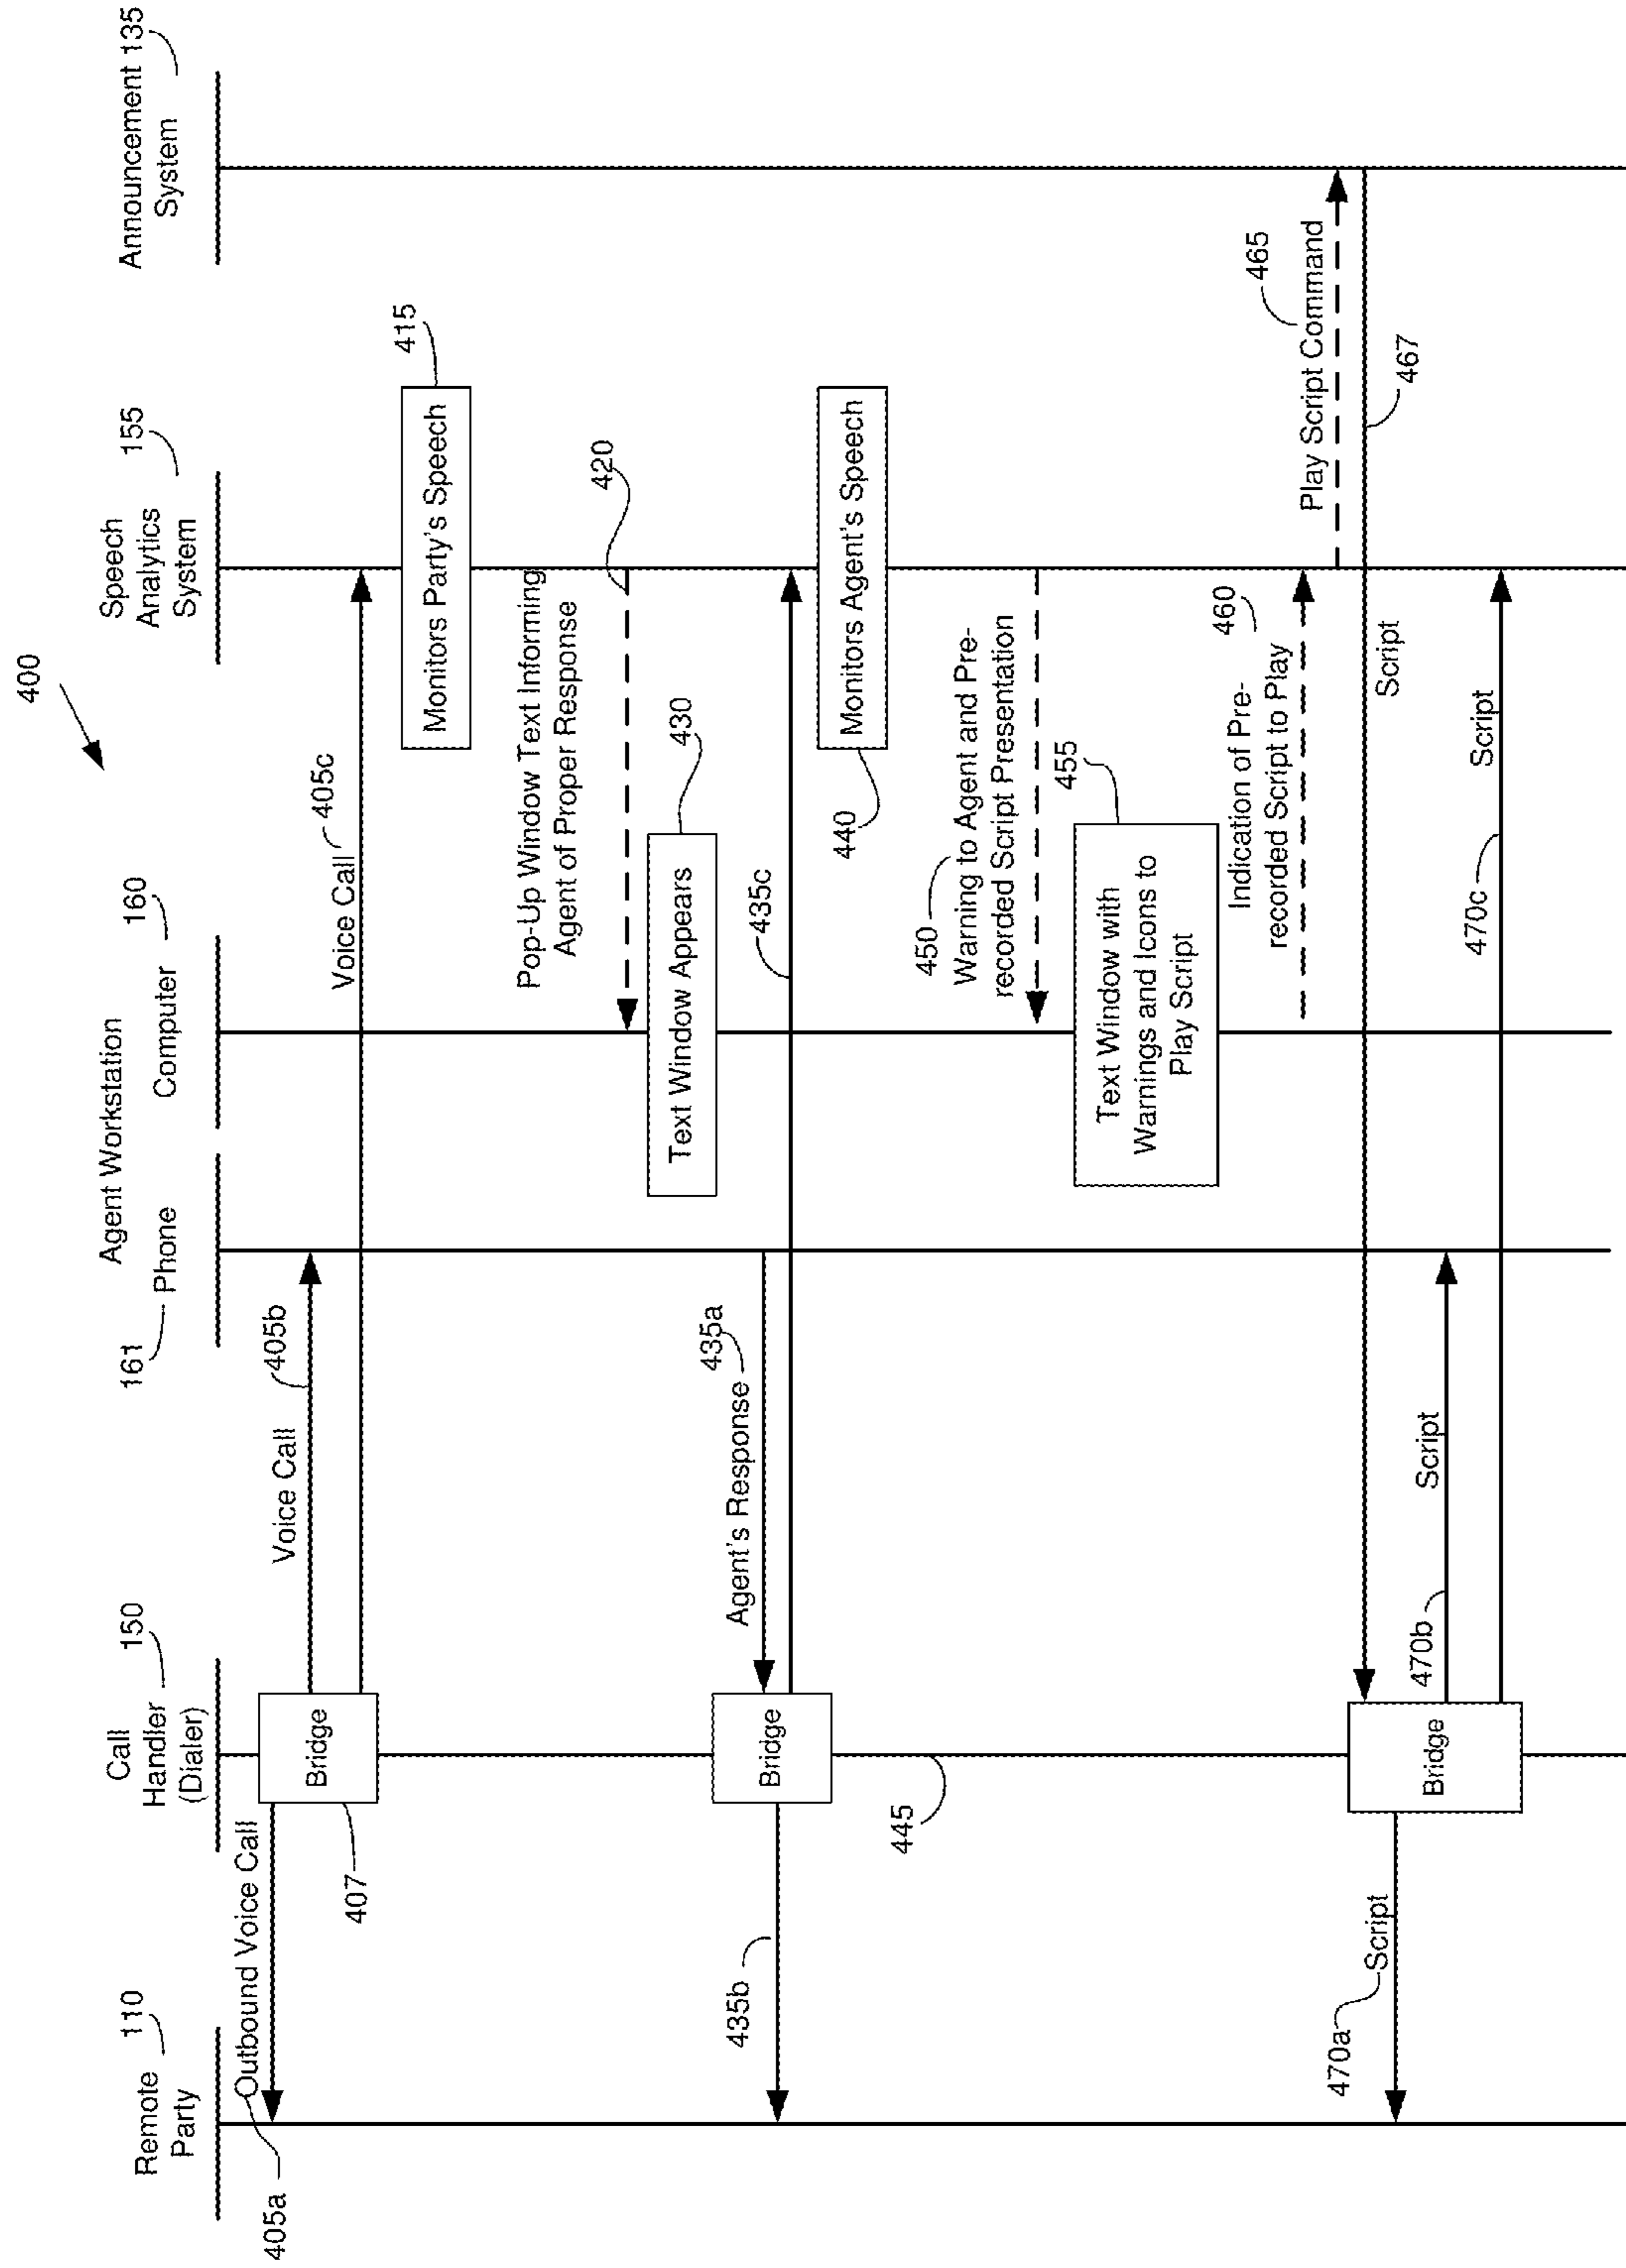 400
Remote
Party
110
Call
Handler
(Dialer)
150
Agent Workstation
161
Phone
Computer
160
Speech
Analytics
System
155
Announcement
System
135
405a
Outbound Voice Call
Bridge
407
Voice Call
405b
Voice Call
405c
Monitors Party's Speech
415
Pop-Up Window Text Informing
Agent of Proper Response
420
Text Window Appears
430
Agent's Response
435a
435b
Bridge
435c
Monitors Agent's Speech
440
445
450
Warning to Agent and Pre-
recorded Script Presentation
Text Window with
Warnings and Icons to
Play Script
455
Indication of Pre-
recorded Script to Play
460
Play Script Command
465
467
Script
470a
Script
Bridge
470b
Script
470c
Script